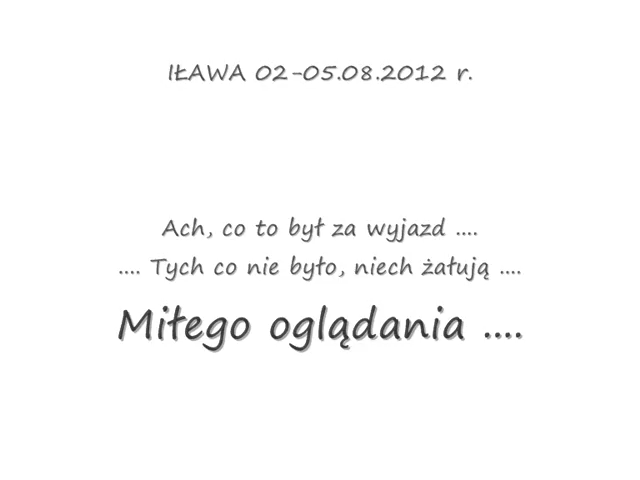 IŁAWA 02-05.08.2012 r.
Ach, co to był za wyjazd ....
.... Tych co nie było, niech żałują ....
Miłego oglądania ....